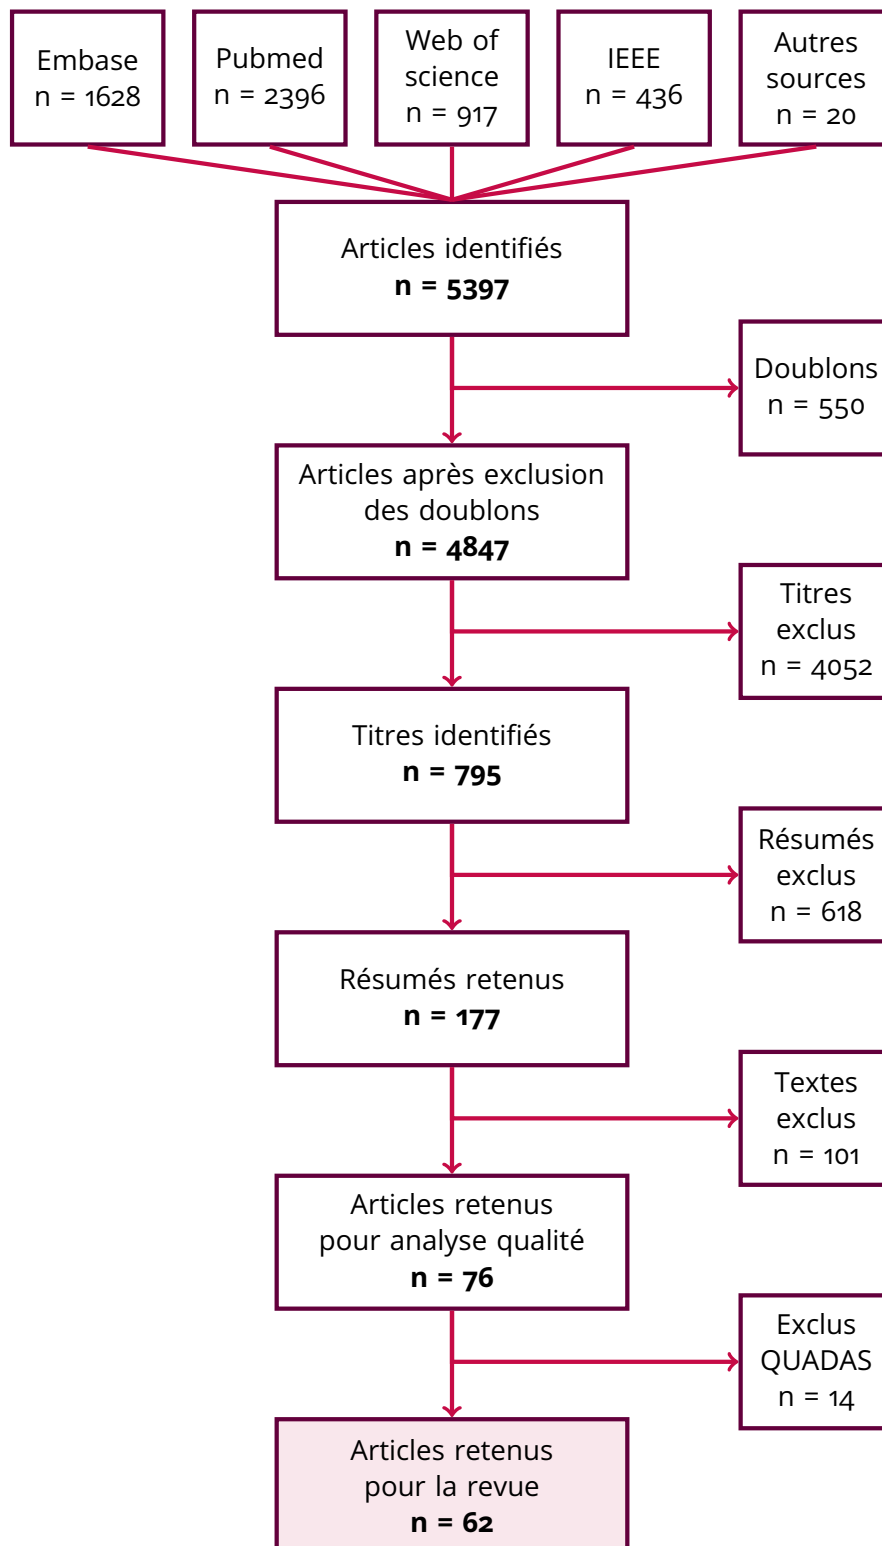 Embase
n = 1628
Pubmed
n = 2396
Web of
science
n = 917
IEEE
n = 436
Autres
sources
n = 20
Articles identifiés
n = 5397
Doublons
n = 550
Articles après exclusion
des doublons
n = 4847
Titres
exclus
n = 4052
Titres identifiés
n = 795
Résumés
exclus
n = 618
Résumés retenus
n = 177
Textes
exclus
n = 101
Articles retenus
pour analyse qualité
n = 76
Exclus
QUADAS
n = 14
Articles retenus
pour la revue
n = 62